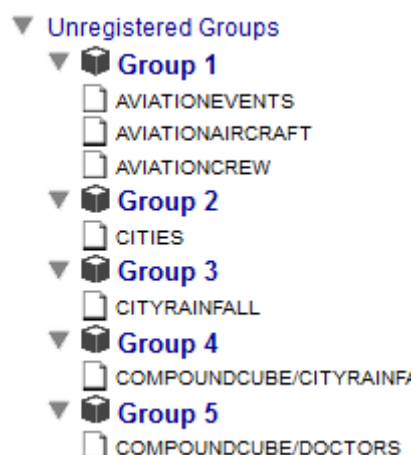 Unregistered Groups
Group 1
AVIATIONEVENTS
AVIATIONAIRCRAFT
AVIATIONCREW
Group 2
CITIES
Group 3
CITYRAINFALL
Group 4
COMPOUNDCUBE/CITYRAINFA
Group 5
COMPOUNDCUBE/DOCTORS